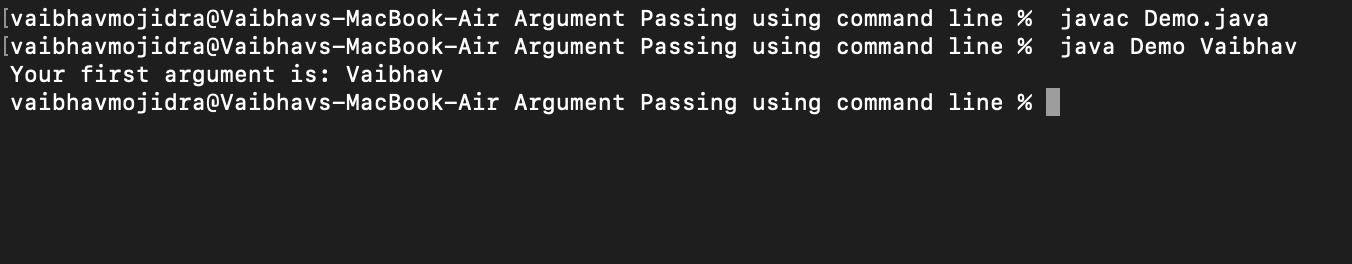 [vaibhavmojidra@Vaibhavs-MacBook-Air Argument Passing using command line %  javac Demo.java
[vaibhavmojidra@Vaibhavs-MacBook-Air Argument Passing using command line %  java Demo Vaibhav
Your first argument is: Vaibhav
vaibhavmojidra@Vaibhavs-MacBook-Air Argument Passing using command line %